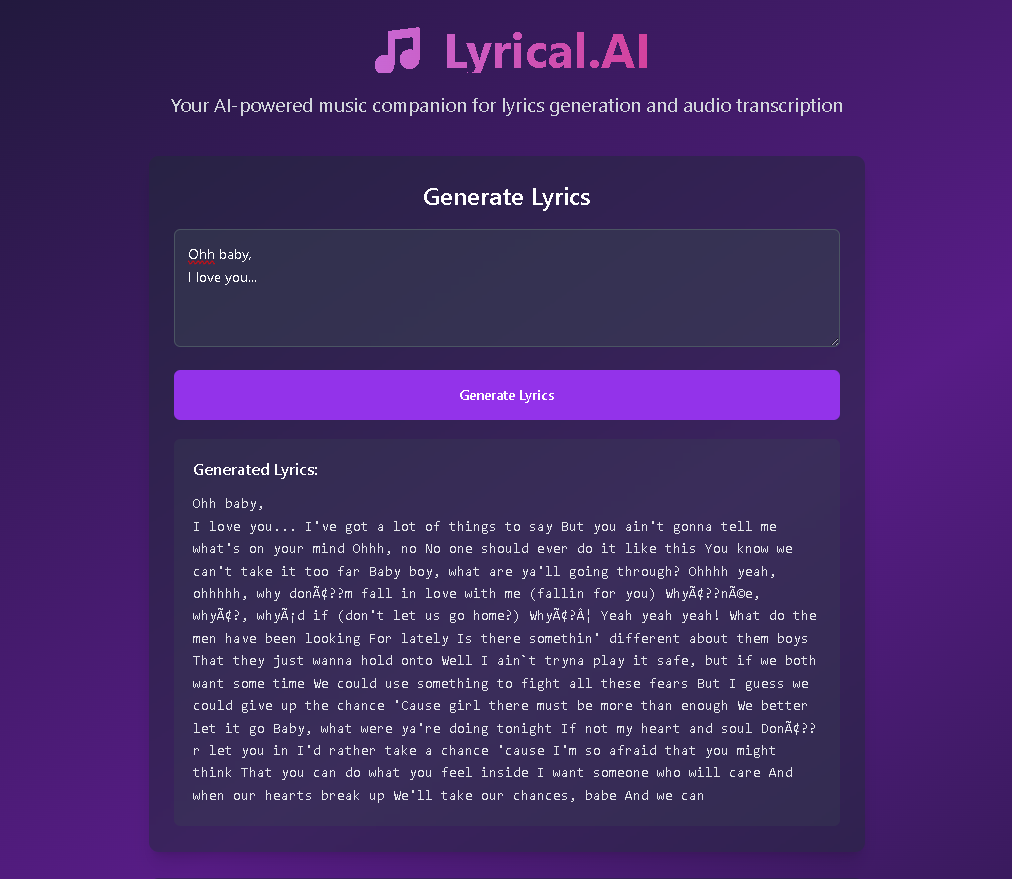 Lyrical.AI
Your AI-powered music companion for lyrics generation and audio transcription
Generate Lyrics
Ohh baby,
I love you...
Generate Lyrics
Generated Lyrics:
Ohh baby,
I love you... I've got a lot of things to say But you ain't gonna tell me
what's on your mind Ohhh, no No one should ever do it like this You know we
can't take it too far Baby boy, what are ya'll going through? Ohhhh yeah,
ohhhhh, why donÃ¢??m fall in love with me (fallin for you) WhyÃ¢??nÃ©e,
whyÃ¢?, whyÃ¡d if (don't let us go home?) WhyÃ¢?Â¦ Yeah yeah yeah! What do the
men have been looking For lately Is there somethin' different about them boys
That they just wanna hold onto Well I ain`t tryna play it safe, but if we both
want some time We could use something to fight all these fears But I guess we
could give up the chance 'Cause girl there must be more than enough We better
let it go Baby, what were ya're doing tonight If not my heart and soul DonÃ¢??
r let you in I'd rather take a chance 'cause I'm so afraid that you might
think That you can do what you feel inside I want someone who will care And
when our hearts break up We'll take our chances, babe And we can